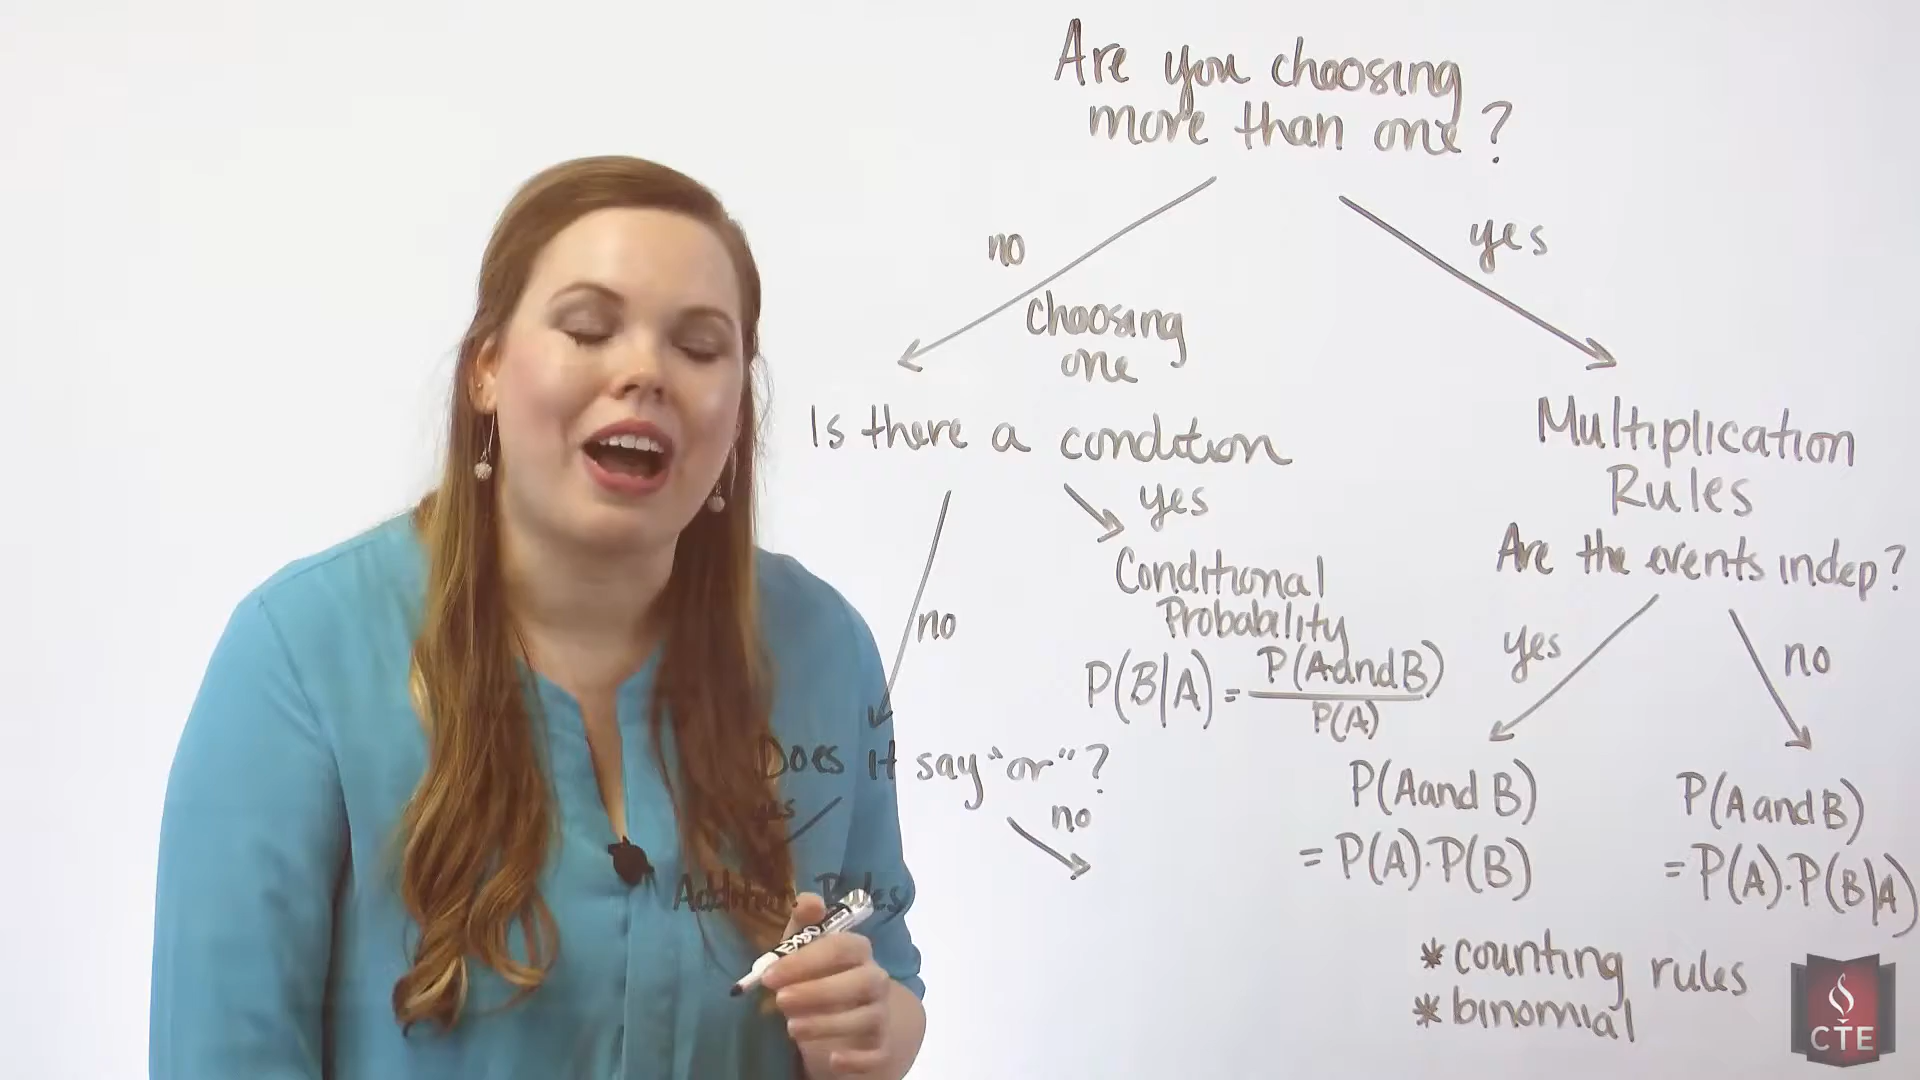 Are you choosing
more than one?
no
yes
choosing
one
Is there a condition
yes
Multiplication
Rules
Are the events indep?
Conditional
Probability
P(B|A) = P(A and B)
P(A)
no
yes
no
Does it say "or"?
yes
no
P(A and B)
= P(A)·P(B)
P(A and B)
= P(A)·P(B|A)
Addition Rules
EXPO
* counting rules
* binomial
CTE